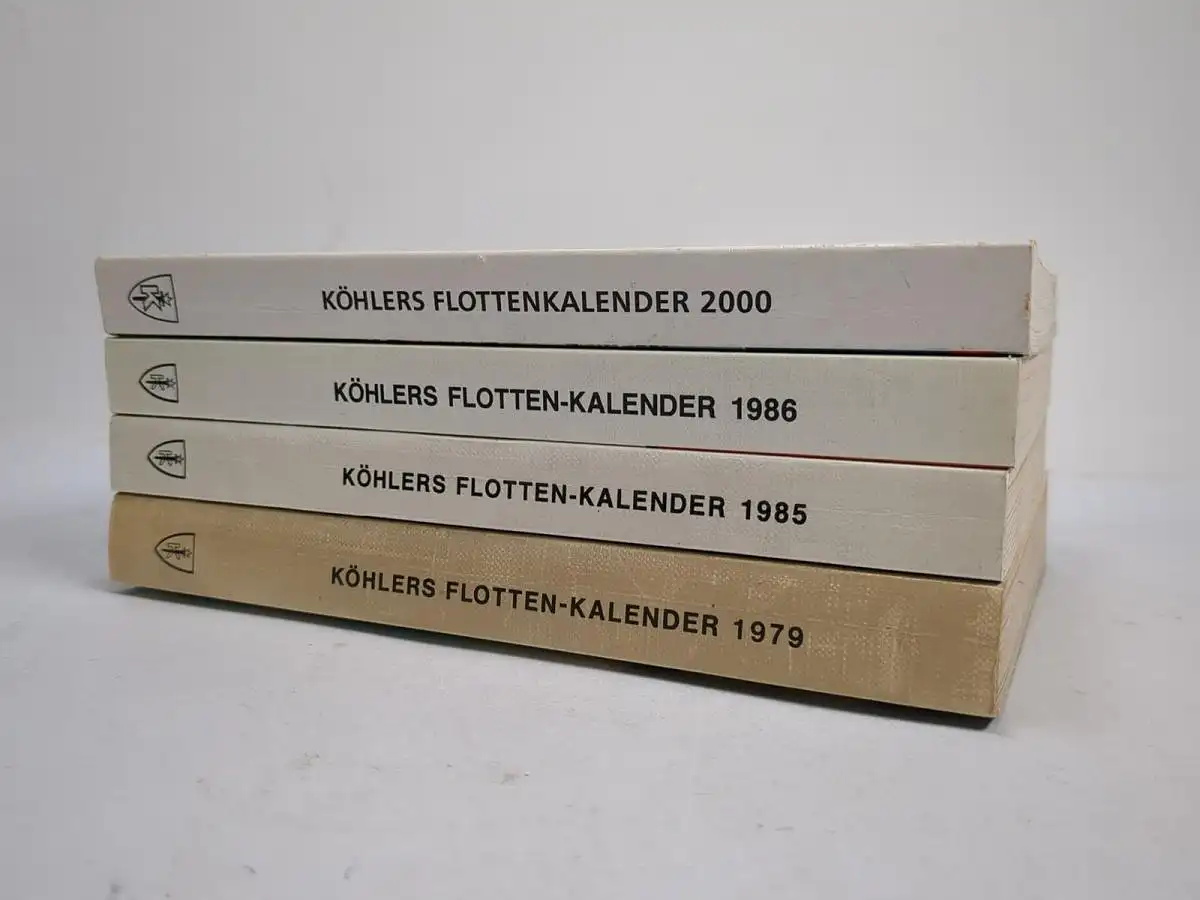 KÖHLERS FLOTTENKALENDER 2000
KÖHLERS FLOTTEN-KALENDER 1986
KÖHLERS FLOTTEN-KALENDER 1985
KÖHLERS FLOTTEN-KALENDER 1979